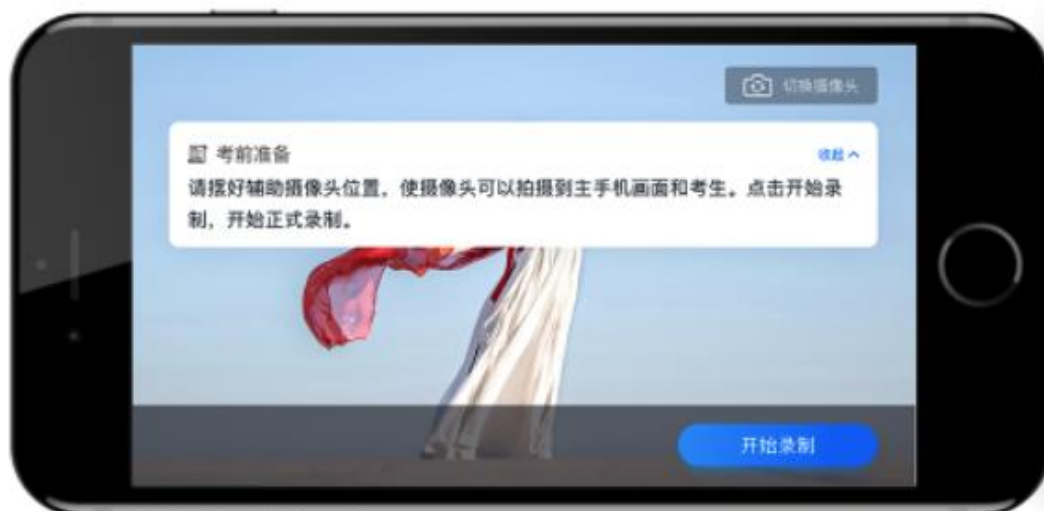 切换摄像头
考前准备
收起
请摆好辅助摄像头位置，使摄像头可以拍摄到主手机画面和考生。点击开始录
制，开始正式录制。
开始录制